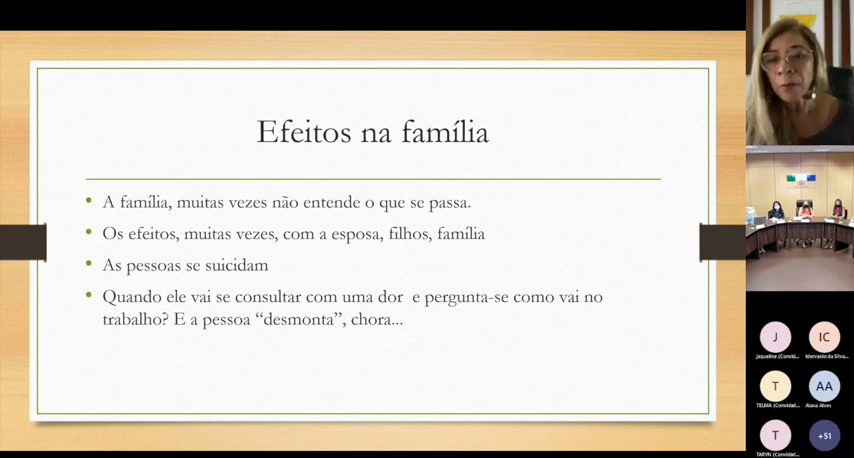 Efeitos na família
A família, muitas vezes não entende o que se passa.
Os efeitos, muitas vezes, com a esposa, filhos, família
As pessoas se suicidam
Quando ele vai se consultar com uma dor e pergunta-se como vai no
trabalho? E a pessoa “desmonta”, chora...
J
IC
Jaqueline (Convid...
Idervanio da Silva...
T
AA
TELMA (Convidad...
Alana Alves
T
+51
TARYN (Convidad...